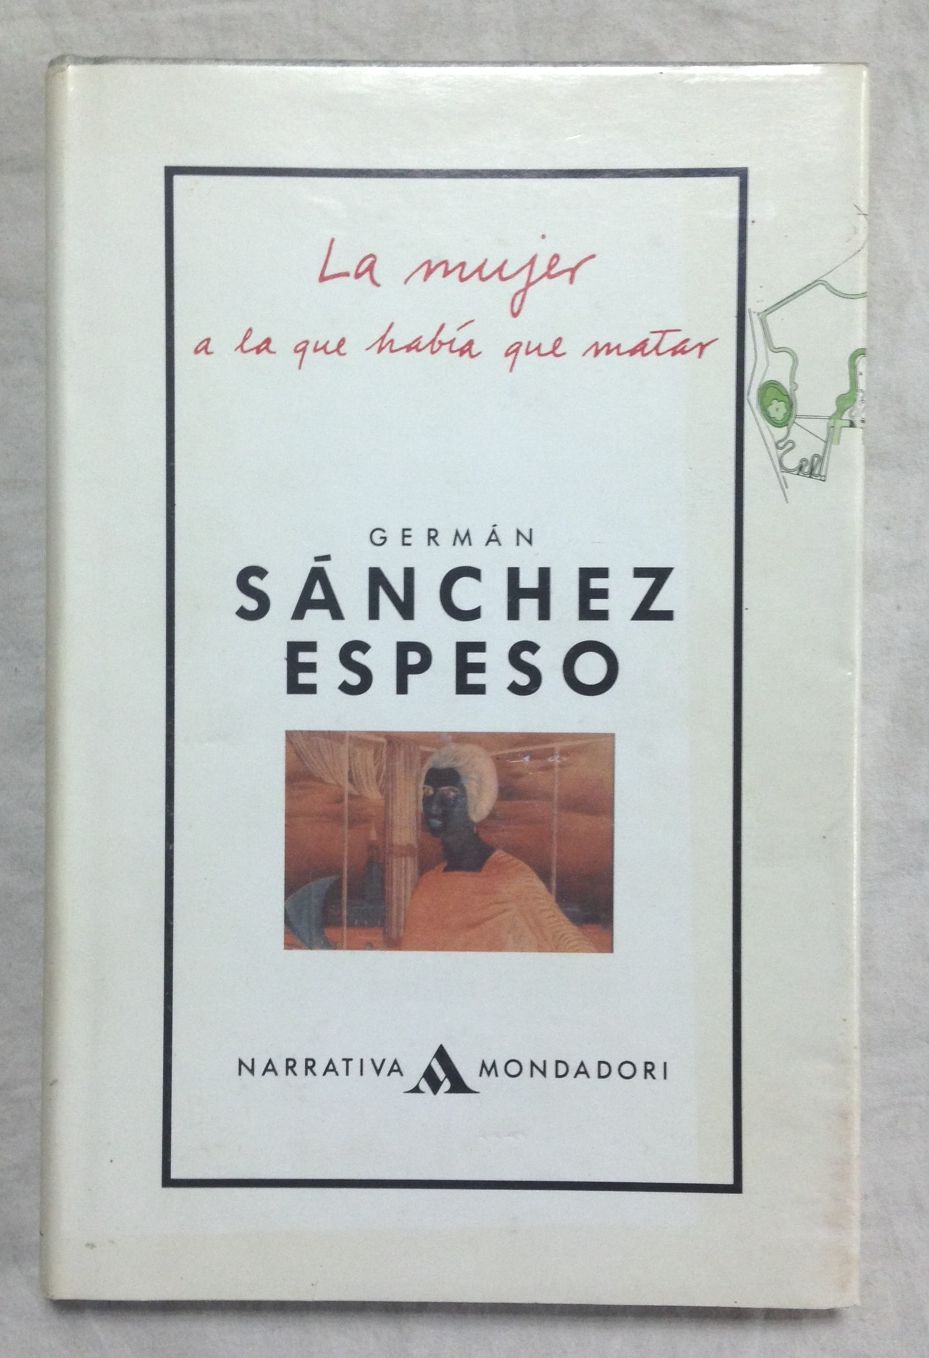 La mujer
a la que había que matar
GERMÁN
SÁNCHEZ
ESPESO
NARRATIVA MONDADORI